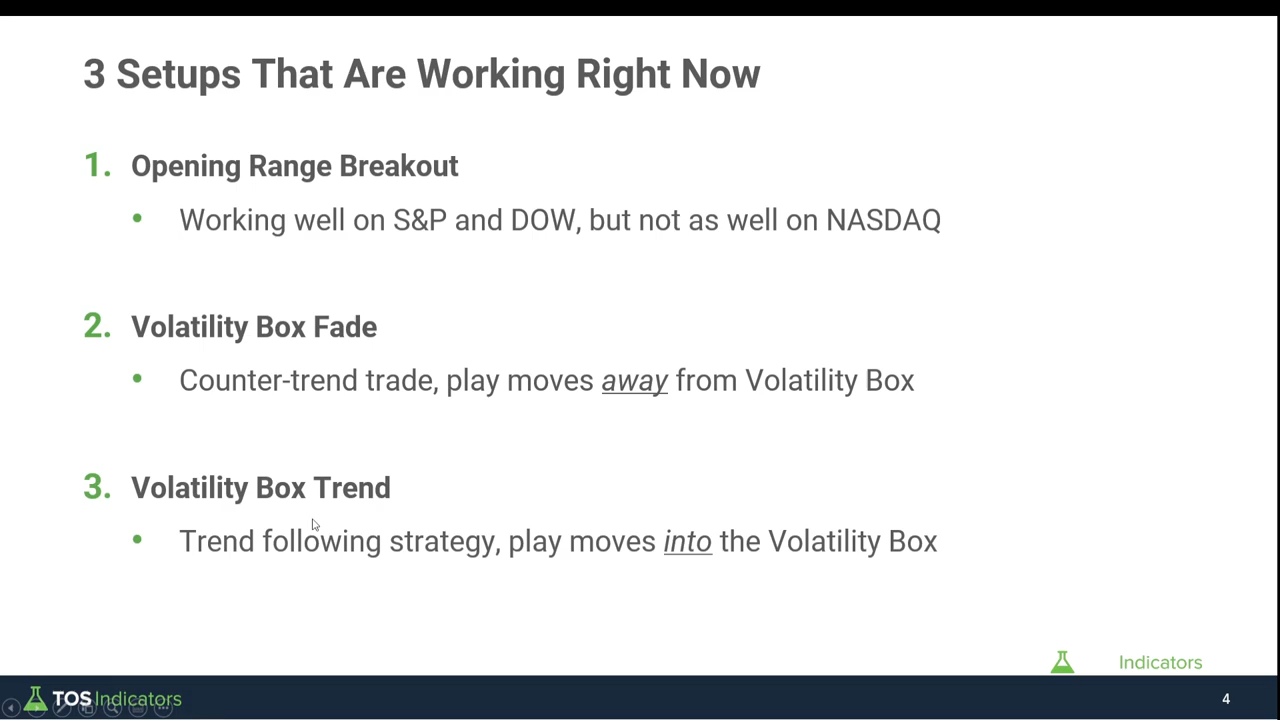 3 Setups That Are Working Right Now
1. Opening Range Breakout
• Working well on S&P and DOW, but not as well on NASDAQ
2. Volatility Box Fade
• Counter-trend trade, play moves away from Volatility Box
3. Volatility Box Trend
• Trend following strategy, play moves into the Volatility Box
Indicators
TOS Indicators
4